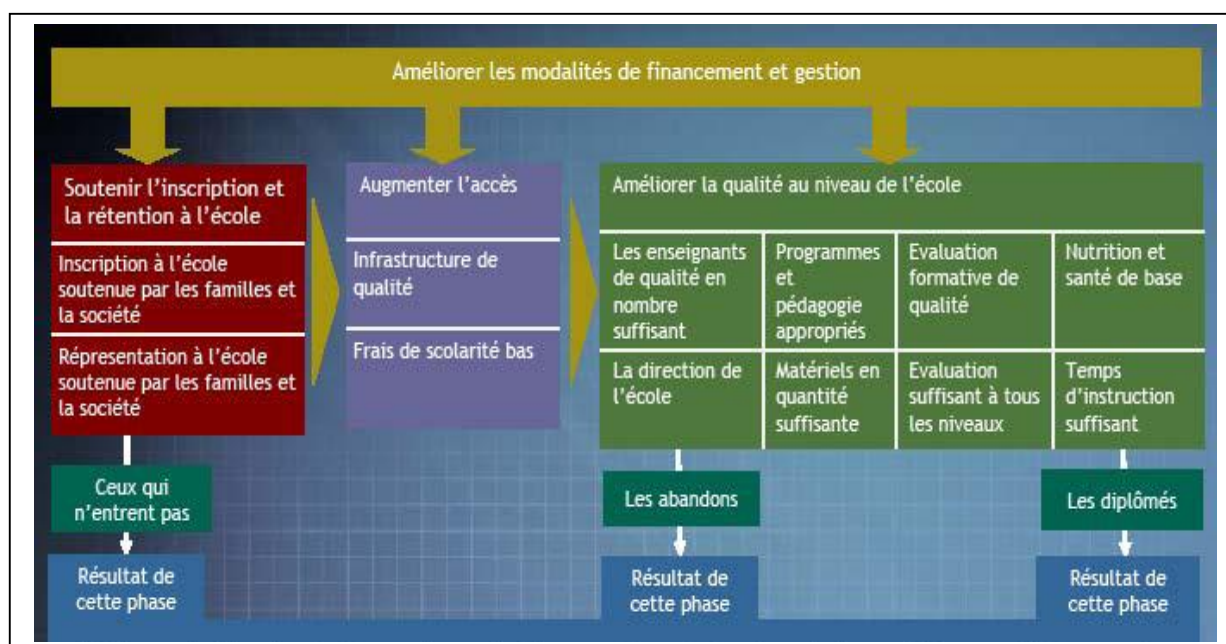 Améliorer les modalités de financement et gestion
Soutenir l'inscription et
la rétention à l'école
Inscription à l'école
soutenue par les familles et
la société
Répresentation à l'école
soutenue par les familles et
la société
Augmenter l'accès
Infrastructure de
qualité
Frais de scolarité bas
Améliorer la qualité au niveau de l'école
Les enseignants
de qualité en
nombre
suffisant
Programmes
et
pédagogie
appropriés
Evaluation
formative de
qualité
Nutrition et
santé de base
La direction de
l'école
Matériels en
quantité
suffisante
Evaluation
suffisant à tous
les niveaux
Temps
d'instruction
suffisant
Ceux qui
n'entrent pas
Les abandons
Les diplômés
Résultat de
cette phase
Résultat de
cette phase
Résultat de
cette phase